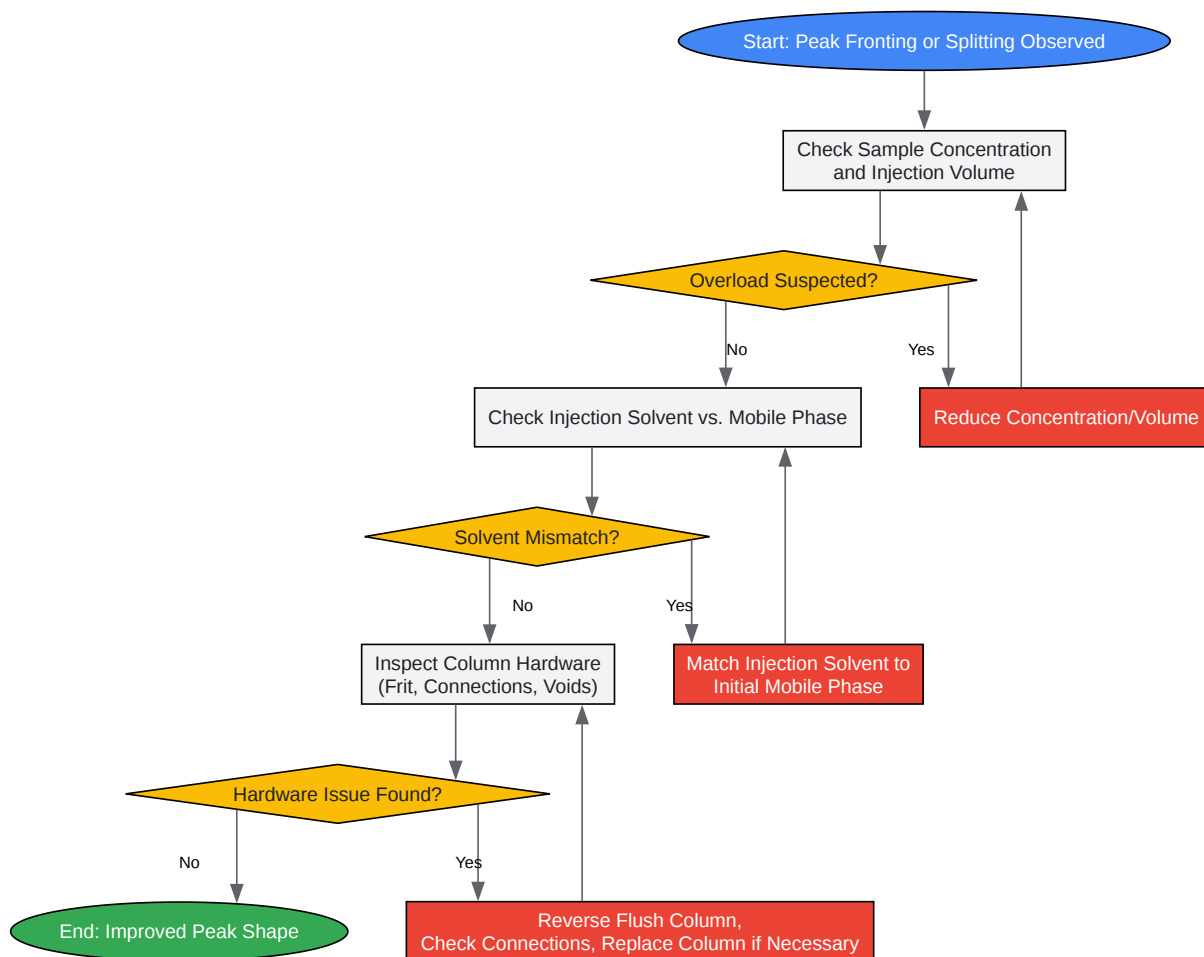 Start: Peak Fronting or Splitting Observed
Check Sample Concentration
and Injection Volume
Overload Suspected?
No
Yes
Check Injection Solvent vs. Mobile Phase
Reduce Concentration/Volume
Solvent Mismatch?
No
Yes
Inspect Column Hardware
(Frit, Connections, Voids)
Match Injection Solvent to
Initial Mobile Phase
Hardware Issue Found?
No
Yes
End: Improved Peak Shape
Reverse Flush Column,
Check Connections, Replace Column if Necessary